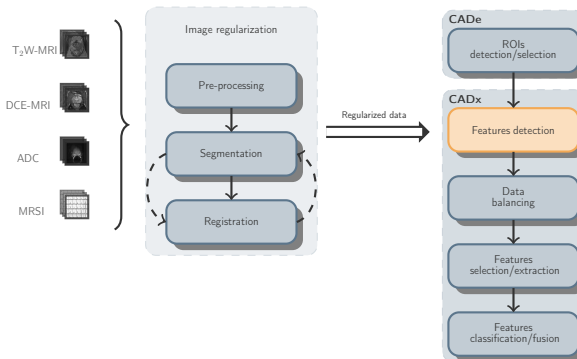 T₂W-MRI
DCE-MRI
ADC
MRSI
Image regularization
Pre-processing
Segmentation
Registration
Regularized data
CADe
ROIs
detection/selection
CADx
Features detection
Data
balancing
Features
selection/extraction
Features
classification/fusion